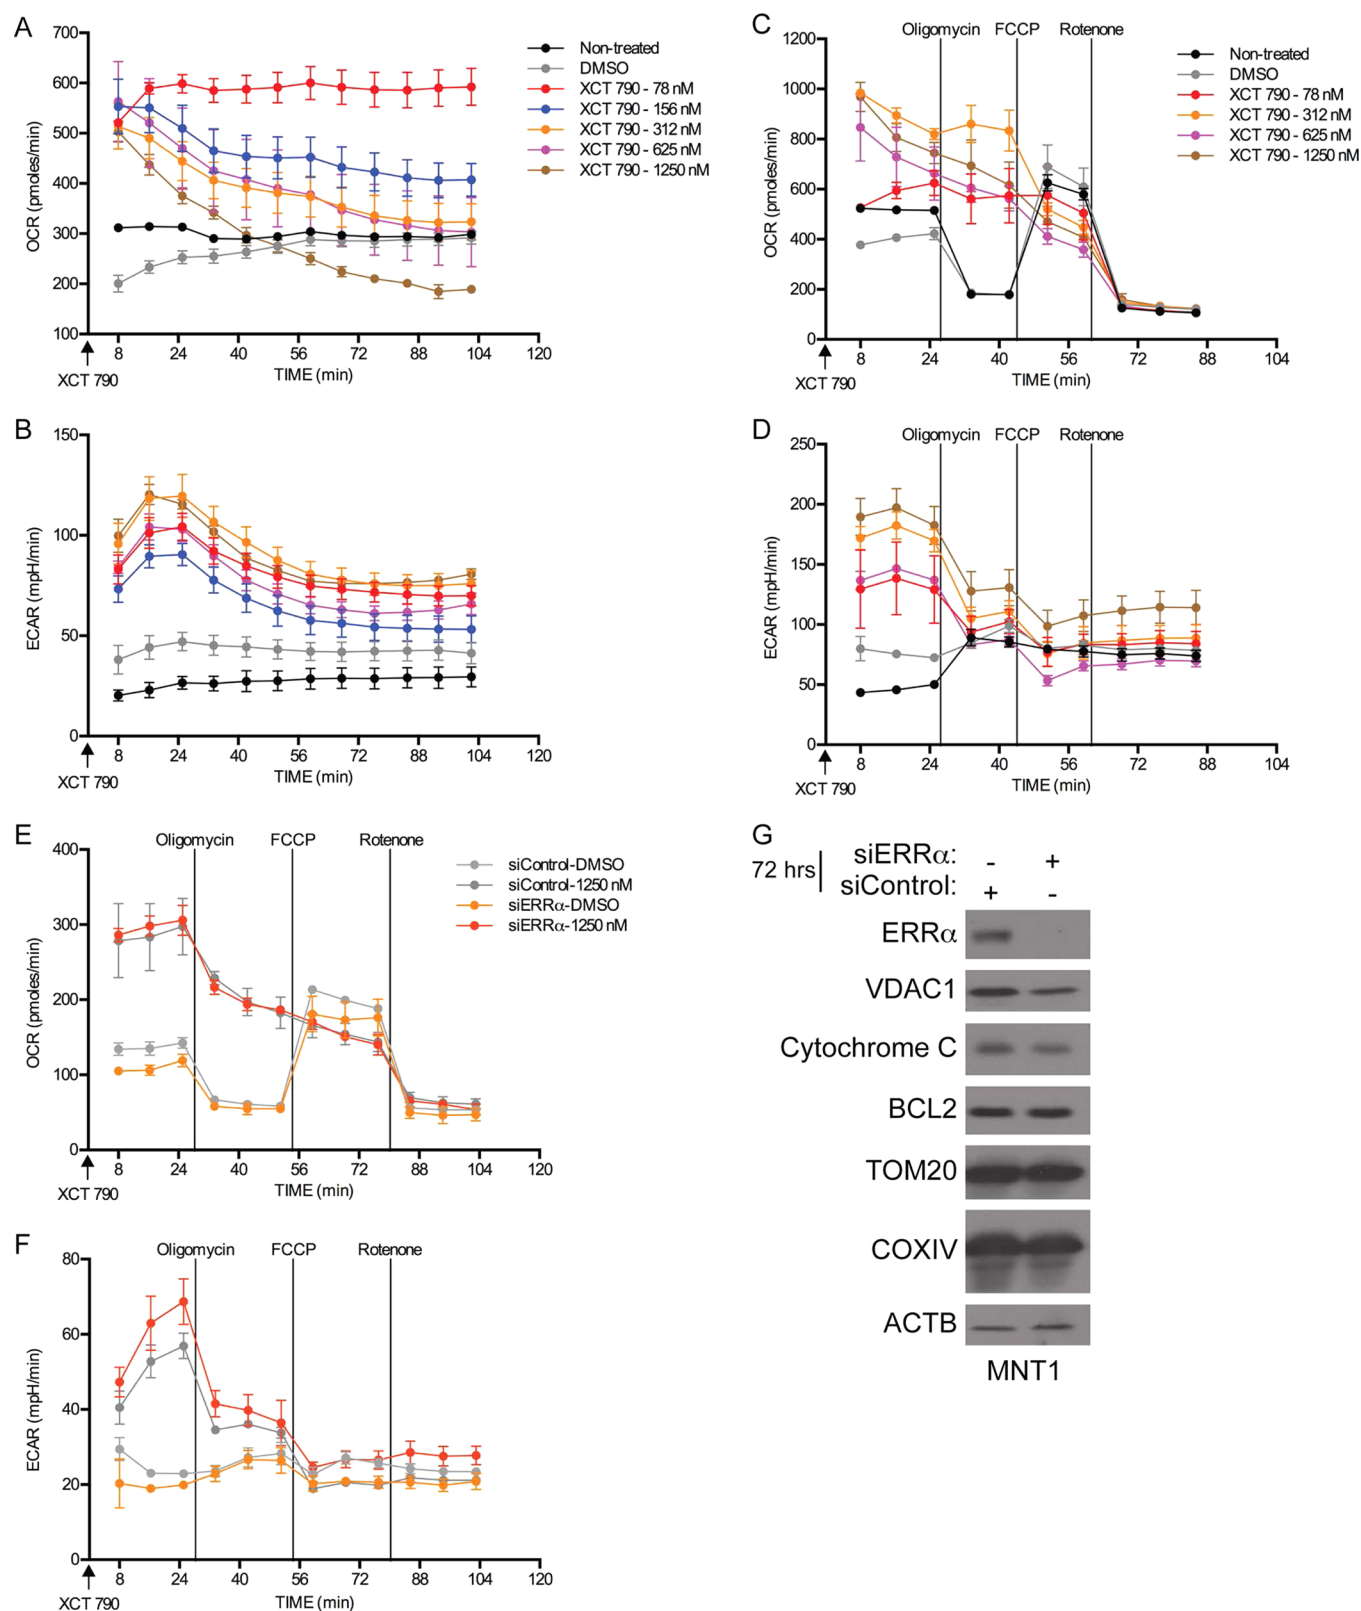 A
700
600
500
400
300
200
100
OCR (pmoles/min)
8 24 40 56 72 88 104 120
TIME (min)
XCT 790
Non-treated
DMSO
XCT 790 - 78 nM
XCT 790 - 156 nM
XCT 790 - 312 nM
XCT 790 - 625 nM
XCT 790 - 1250 nM
C
Oligomycin FCCP Rotenone
1200
1000
800
600
400
200
0
OCR (pmoles/min)
8 24 40 56 72 88 104
TIME (min)
XCT 790
Non-treated
DMSO
XCT 790 - 78 nM
XCT 790 - 312 nM
XCT 790 - 625 nM
XCT 790 - 1250 nM
B
150
100
50
0
ECAR (mpH/min)
8 24 40 56 72 88 104 120
TIME (min)
XCT 790
D
Oligomycin FCCP Rotenone
250
200
150
100
50
0
ECAR (mpH/min)
8 24 40 56 72 88 104
TIME (min)
XCT 790
E
Oligomycin FCCP Rotenone
400
300
200
100
0
OCR (pmoles/min)
8 24 40 56 72 88 104 120
TIME (min)
XCT 790
siControl-DMSO
siControl-1250 nM
siERRα-DMSO
siERRα-1250 nM
G
72 hrs
siERRα: - +
siControl: + -
ERRα
VDAC1
Cytochrome C
BCL2
TOM20
COXIV
ACTB
MNT1
F
Oligomycin FCCP Rotenone
80
60
40
20
0
ECAR (mpH/min)
8 24 40 56 72 88 104 120
TIME (min)
XCT 790